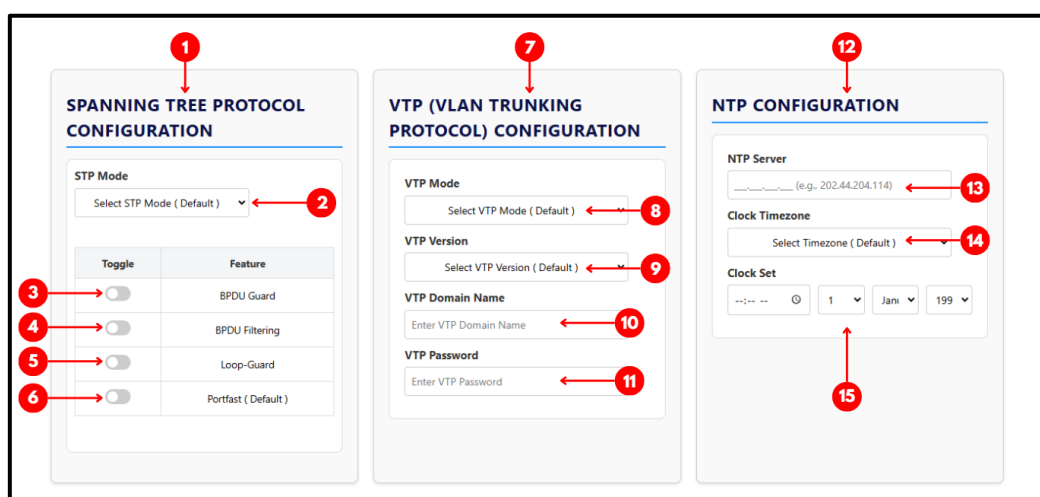 1
7
12
SPANNING TREE PROTOCOL
CONFIGURATION
STP Mode
Select STP Mode ( Default )
2
Toggle Feature
3
BPDU Guard
4
BPDU Filtering
5
Loop-Guard
6
Portfast ( Default )
VTP (VLAN TRUNKING
PROTOCOL) CONFIGURATION
VTP Mode
Select VTP Mode ( Default )
8
VTP Version
Select VTP Version ( Default )
9
VTP Domain Name
Enter VTP Domain Name
10
VTP Password
Enter VTP Password
11
NTP CONFIGURATION
NTP Server
___.___.___.___ (e.g., 202.44.204.114)
13
Clock Timezone
Select Timezone ( Default )
14
Clock Set
--:-- -- 1 Janu 199
15